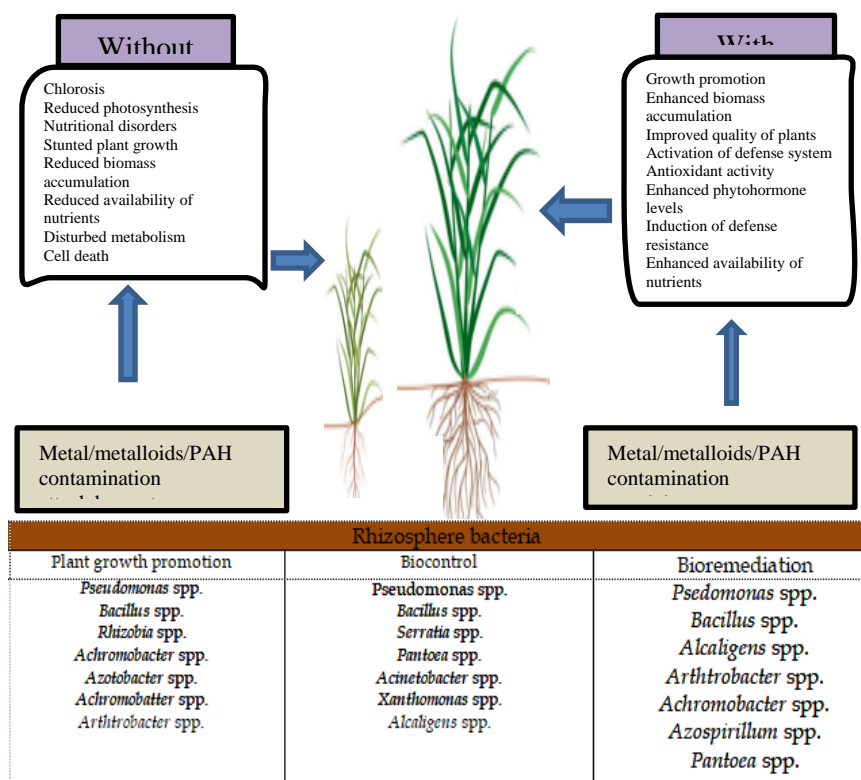 Without
Chlorosis
Reduced photosynthesis
Nutritional disorders
Stunted plant growth
Reduced biomass
accumulation
Reduced availability of
nutrients
Disturbed metabolism
Cell death
With
Growth promotion
Enhanced biomass
accumulation
Improved quality of plants
Activation of defense system
Antioxidant activity
Enhanced phytohormone
levels
Induction of defense
resistance
Enhanced availability of
nutrients
Metal/metalloids/PAH
contamination
Metal/metalloids/PAH
contamination
Rhizosphere bacteria
Plant growth promotion
Pseudomonas spp.
Bacillus spp.
Rhizobia spp.
Achromobacter spp.
Azotobacter spp.
Achromobatter spp.
Arthtrobacter spp.
Biocontrol
Pseudomonas spp.
Bacillus spp.
Serratia spp.
Pantoea spp.
Acinetobacter spp.
Xanthomonas spp.
Alcaligens spp.
Bioremediation
Psedomonas spp.
Bacillus spp.
Alcaligens spp.
Arthtrobacter spp.
Achromobacter spp.
Azospirillum spp.
Pantoea spp.